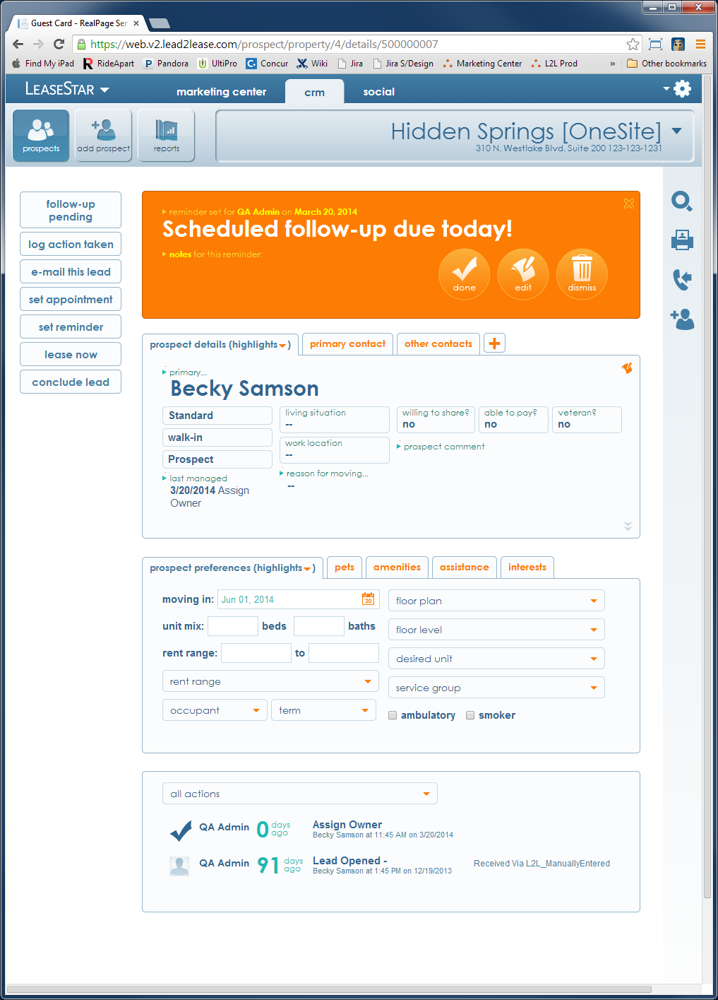 Guest Card - RealPage Ser
https://web.v2.lead2lease.com/prospect/property/4/details/500000007
Find My iPad RideApart Pandora UltiPro Concur Wiki Jira Jira S/Design Marketing Center L2L Prod » Other bookmarks
LEASESTAR marketing center crm social
prospects add prospect reports
Hidden Springs [OneSite]
310 N. Westlake Blvd. Suite 200 123-123-1231
follow-up
pending
log action taken
e-mail this lead
set appointment
set reminder
lease now
conclude lead
reminder set for QA Admin on March 20, 2014
Scheduled follow-up due today!
notes for this reminder:
done edit dismiss
prospect details (highlights ) primary contact other contacts +
primary...
Becky Samson
Standard
walk-in
Prospect
last managed
3/20/2014 Assign
Owner
living situation
--
work location
--
reason for moving...
--
willing to share?
no
able to pay?
no
veteran?
no
prospect comment
prospect preferences (highlights ) pets amenities assistance interests
moving in: Jun 01, 2014 20
unit mix: beds baths
rent range: to
rent range
occupant term
floor plan
floor level
desired unit
service group
ambulatory smoker
all actions
QA Admin 0 days ago Assign Owner
Becky Samson at 11:45 AM on 3/20/2014
QA Admin 91 days ago Lead Opened - Received Via L2L_ManuallyEntered
Becky Samson at 1:45 PM on 12/19/2013